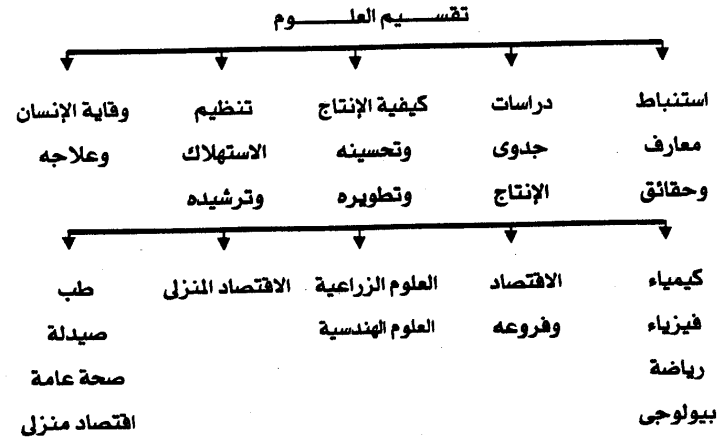 تقسيم العلوم
استنباط
معارف
وحقائق
دراسات
جدوى
الإنتاج
كيفية الإنتاج
وتحسينه
وتطويره
تنظيم
الاستهلاك
وترشيده
وقاية الإنسان
وعلاجه
كيمياء
فيزياء
رياضة
بيولوجى
الاقتصاد
وفروعه
العلوم الزراعية
العلوم الهندسية
الاقتصاد المنزلى
طب
صيدلة
صحة عامة
اقتصاد منزلى